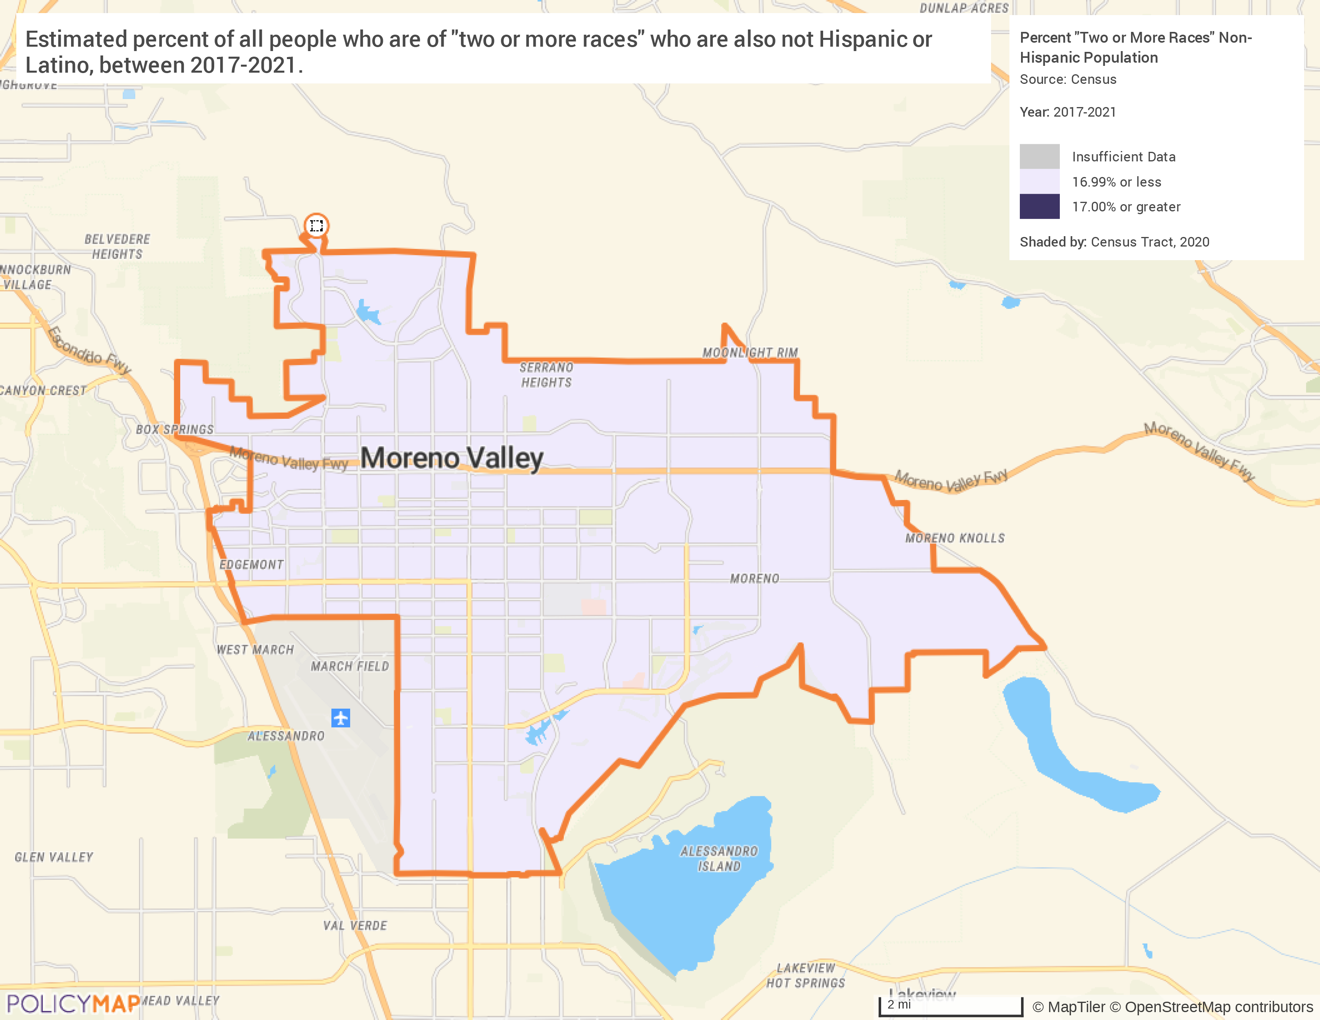 DUNLAP ACRES
Estimated percent of all people who are of "two or more races" who are also not Hispanic or
Latino, between 2017-2021.
Percent "Two or More Races" Non-
Hispanic Population
Source: Census
Year: 2017-2021
Insufficient Data
16.99% or less
17.00% or greater
Shaded by: Census Tract, 2020
BELVEDERE
HEIGHTS
NNOCKBURN
VILLAGE
Escondido Fwy
CANYON CREST
MOONLIGHT RIM
SERRANO
HEIGHTS
BOX SPRINGS
Moreno Valley Fwy
Moreno Valley
Moreno Valley Fwy
Moreno Valley Fwy
MORENO KNOLLS
EDGEMONT
MORENO
WEST MARCH
MARCH FIELD
ALESSANDRO
GLEN VALLEY
ALESSANDRO
ISLAND
VAL VERDE
LAKEVIEW
HOT SPRINGS
Lakeview
POLICYMAP
MEAD VALLEY
2 mi
© MapTiler © OpenStreetMap contributors